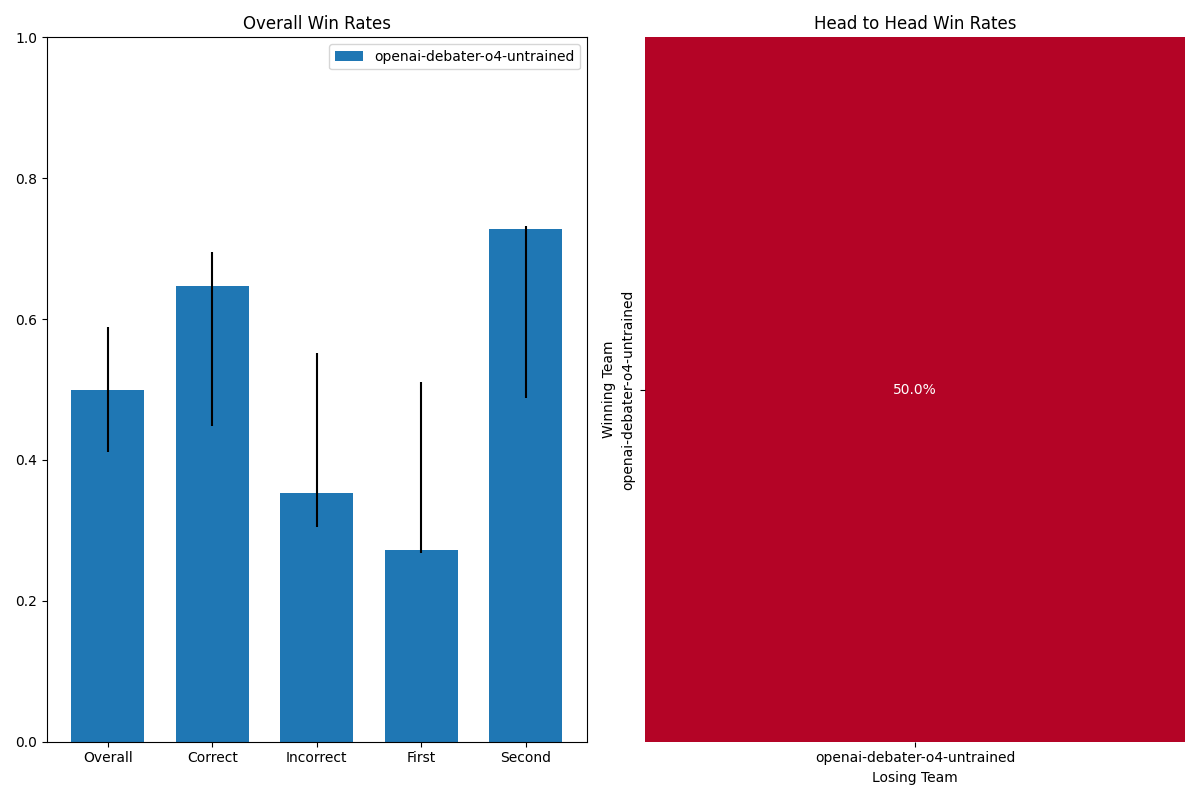 Overall Win Rates
1.0
0.8
0.6
0.4
0.2
0.0
openai-debater-o4-untrained
Overall
Correct
Incorrect
First
Second
Head to Head Win Rates
Winning Team
openai-debater-o4-untrained
50.0%
openai-debater-o4-untrained
Losing Team